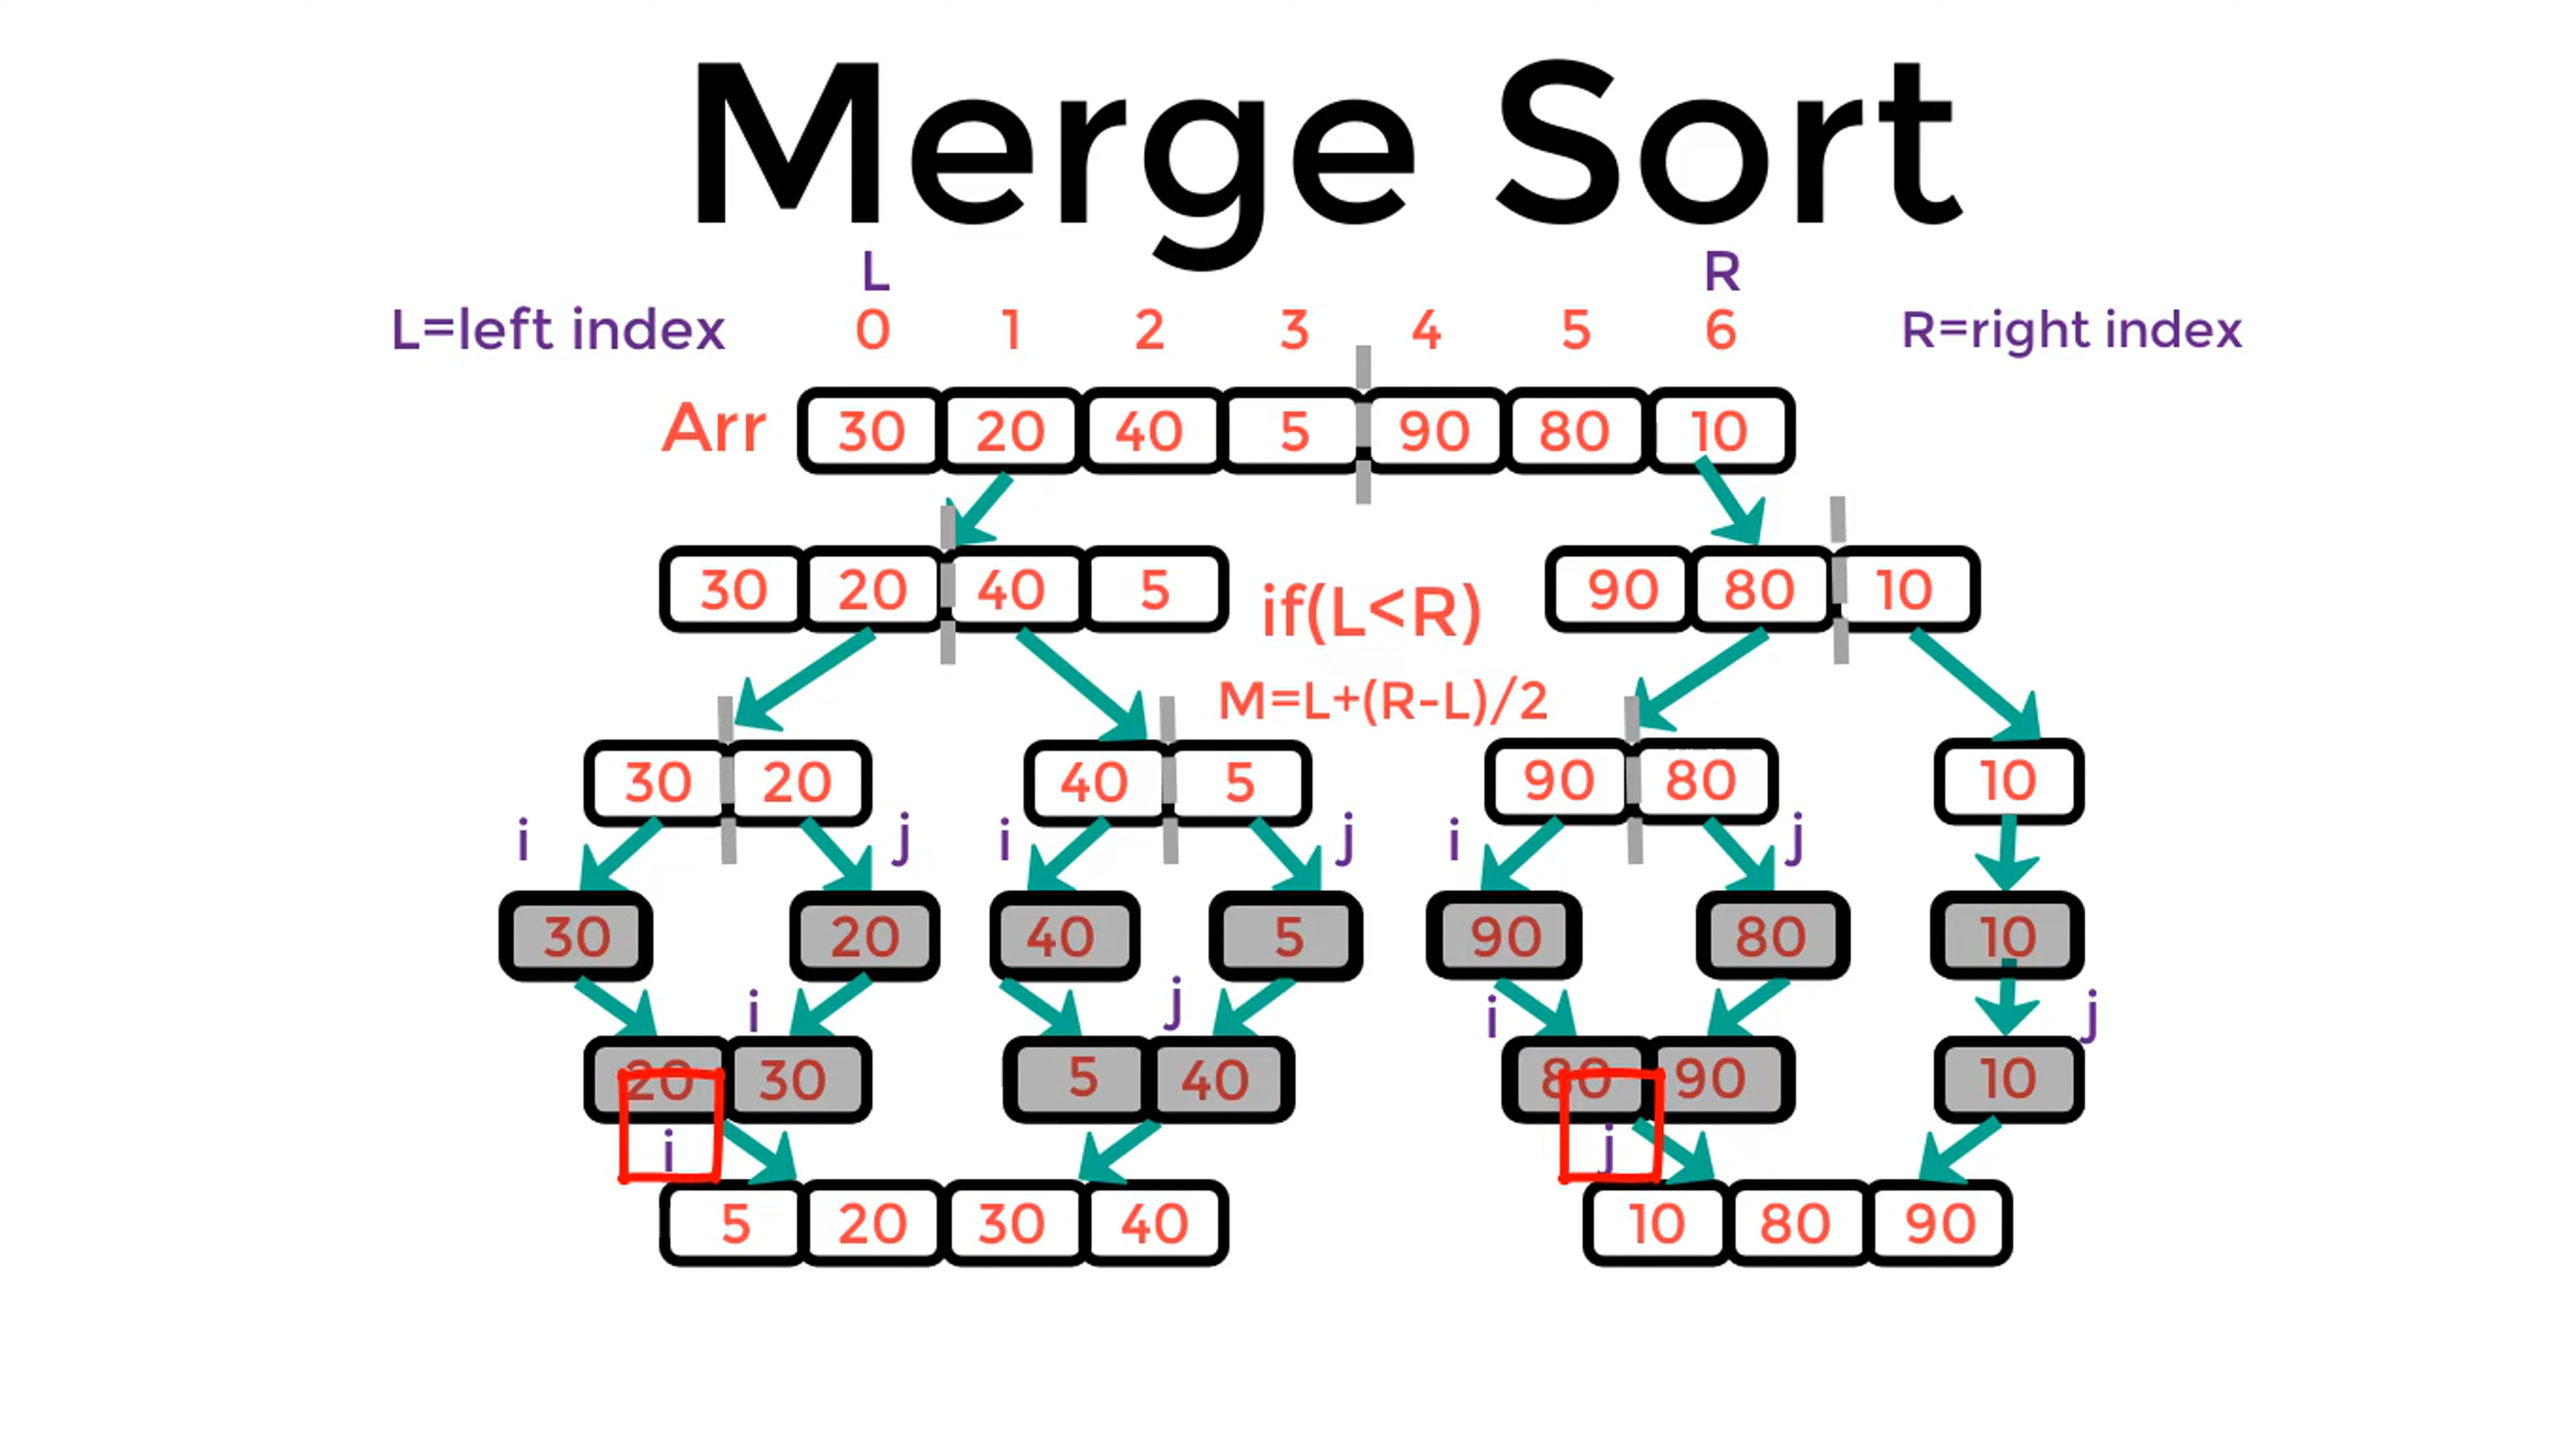 Merge Sort
L R
L=left index 0 1 2 3 4 5 6 R=right index
Arr 30 20 40 5 90 80 10
30 20 40 5 if(L<R) 90 80 10
M=L+(R-L)/2
30 20 40 5 90 80 10
i j i j i j
30 20 40 5 90 80 10
i j i j
20 30 5 40 80 90 10
i j
5 20 30 40 10 80 90